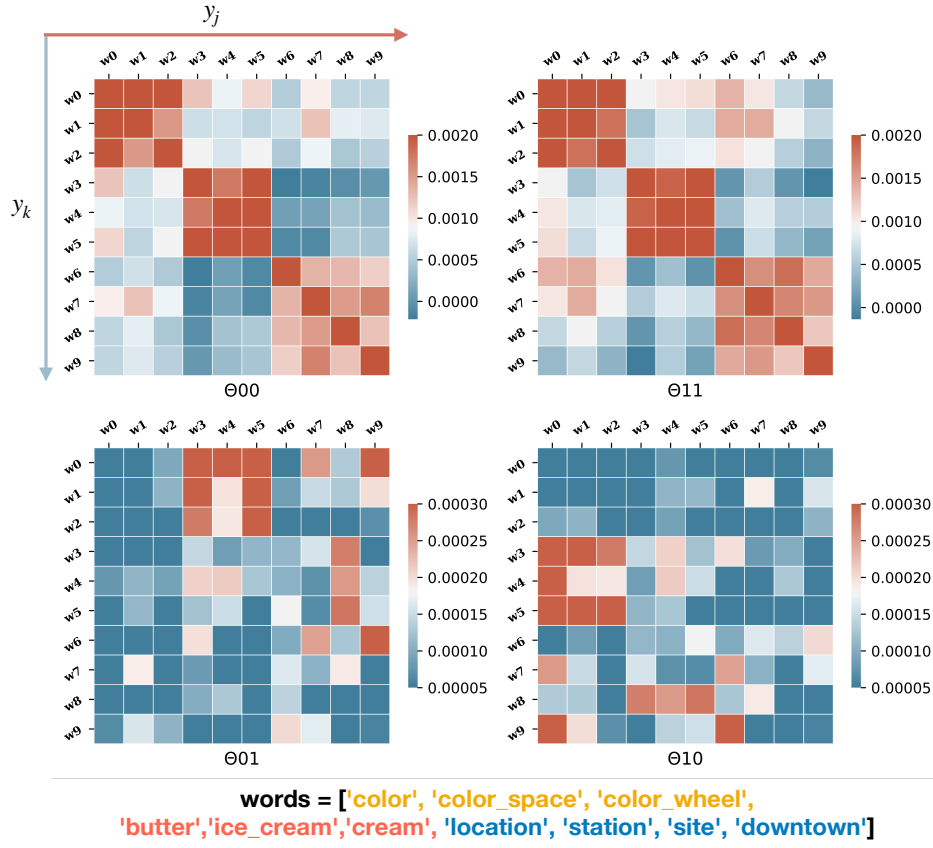 y_j
w0 w1 w2 w3 w4 w5 w6 w7 w8 w9
w0 w1 w2 w3 w4 w5 w6 w7 w8 w9
y_k
w0
w1
w2
w3
w4
w5
w6
w7
w8
w9
0.0020
0.0015
0.0010
0.0005
0.0000
Θ00
w0
w1
w2
w3
w4
w5
w6
w7
w8
w9
0.0020
0.0015
0.0010
0.0005
0.0000
Θ11
w0 w1 w2 w3 w4 w5 w6 w7 w8 w9
w0 w1 w2 w3 w4 w5 w6 w7 w8 w9
w0
w1
w2
w3
w4
w5
w6
w7
w8
w9
0.00030
0.00025
0.00020
0.00015
0.00010
0.00005
Θ01
w0
w1
w2
w3
w4
w5
w6
w7
w8
w9
0.00030
0.00025
0.00020
0.00015
0.00010
0.00005
Θ10
words = ['color', 'color_space', 'color_wheel',
'butter','ice_cream','cream', 'location', 'station', 'site', 'downtown']